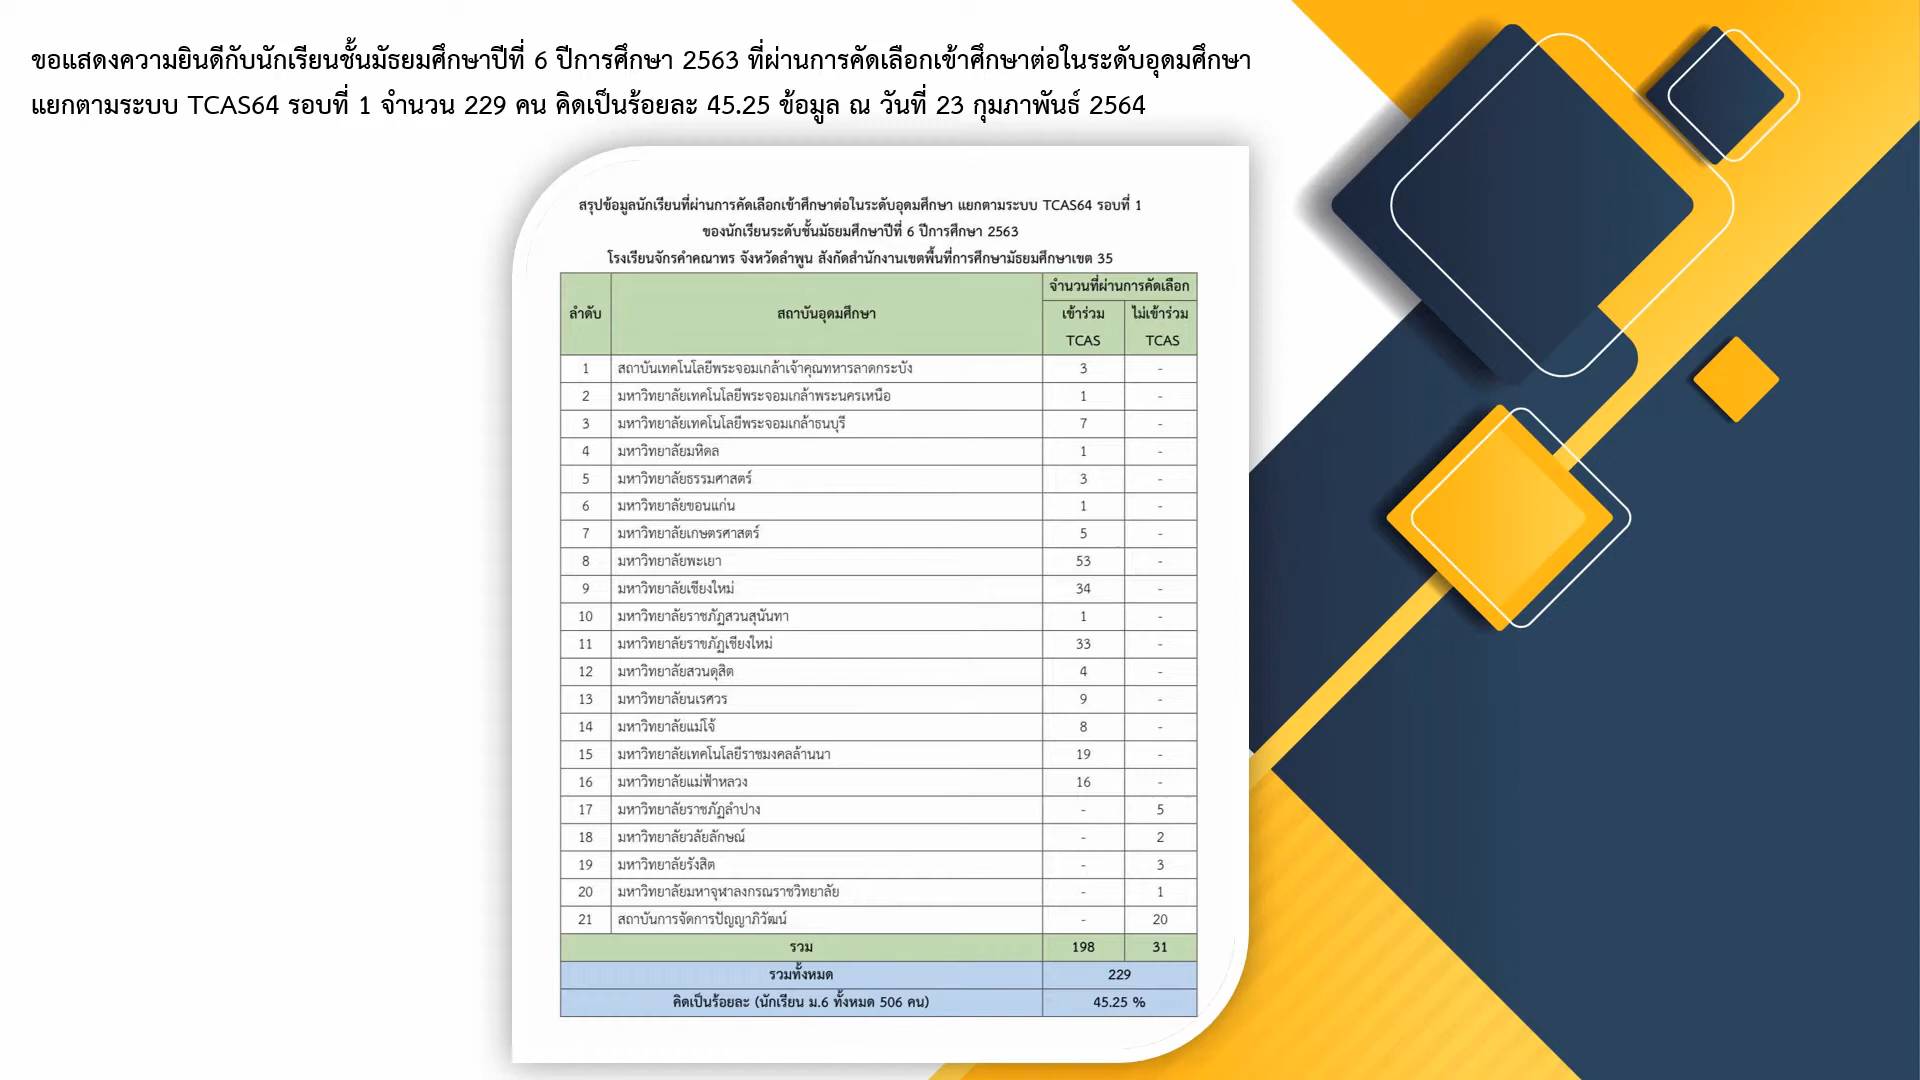 ขอแสดงความยินดีกับนักเรียนชั้นมัธยมศึกษาปีที่ 6 ปีการศึกษา 2563 ที่ผ่านการคัดเลือกเข้าศึกษาต่อในระดับอุดมศึกษา
แยกตามระบบ TCAS64 รอบที่ 1 จำนวน 229 คน คิดเป็นร้อยละ 45.25 ข้อมูล ณ วันที่ 23 กุมภาพันธ์ 2564
สรุปข้อมูลนักเรียนที่ผ่านการคัดเลือกเข้าศึกษาต่อในระดับอุดมศึกษา แยกตามระบบ TCAS64 รอบที่ 1
ของนักเรียนระดับชั้นมัธยมศึกษาปีที่ 6 ปีการศึกษา 2563
โรงเรียนจักรคำคณาทร จังหวัดลำพูน สังกัดสำนักงานเขตพื้นที่การศึกษามัธยมศึกษาเขต 35
ลำดับ สถาบันอุดมศึกษา จำนวนที่ผ่านการคัดเลือก
เข้าร่วม TCAS ไม่เข้าร่วม TCAS
1 สถาบันเทคโนโลยีพระจอมเกล้าเจ้าคุณทหารลาดกระบัง 3 -
2 มหาวิทยาลัยเทคโนโลยีพระจอมเกล้าพระนครเหนือ 1 -
3 มหาวิทยาลัยเทคโนโลยีพระจอมเกล้าธนบุรี 7 -
4 มหาวิทยาลัยมหิดล 1 -
5 มหาวิทยาลัยธรรมศาสตร์ 3 -
6 มหาวิทยาลัยขอนแก่น 1 -
7 มหาวิทยาลัยเกษตรศาสตร์ 5 -
8 มหาวิทยาลัยพะเยา 53 -
9 มหาวิทยาลัยเชียงใหม่ 34 -
10 มหาวิทยาลัยราชภัฏสวนสุนันทา 1 -
11 มหาวิทยาลัยราขภัฏเชียงใหม่ 33 -
12 มหาวิทยาลัยสวนดุสิต 4 -
13 มหาวิทยาลัยนเรศวร 9 -
14 มหาวิทยาลัยแม่โจ้ 8 -
15 มหาวิทยาลัยเทคโนโลยีราชมงคลล้านนา 19 -
16 มหาวิทยาลัยแม่ฟ้าหลวง 16 -
17 มหาวิทยาลัยราชภัฏลำปาง - 5
18 มหาวิทยาลัยวลัยลักษณ์ - 2
19 มหาวิทยาลัยรังสิต - 3
20 มหาวิทยาลัยมหาจุฬาลงกรณราชวิทยาลัย - 1
21 สถาบันการจัดการปัญญาภิวัฒน์ - 20
รวม 198 31
รวมทั้งหมด 229
คิดเป็นร้อยละ (นักเรียน ม.6 ทั้งหมด 506 คน) 45.25 %